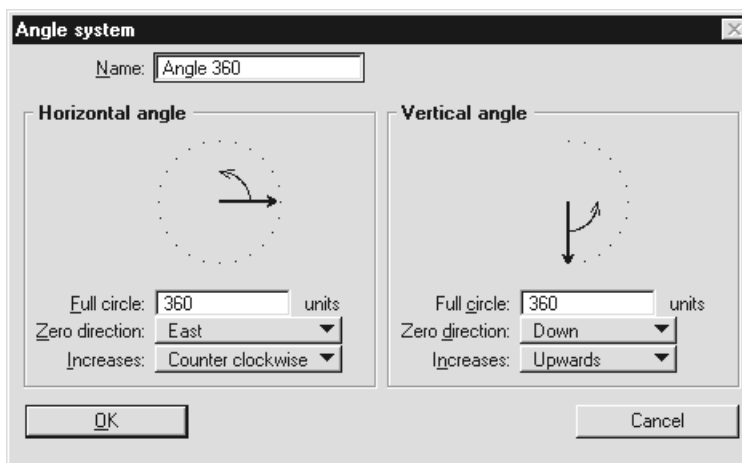 Angle system
Name: Angle 360
Horizontal angle
Full circle: 360 units
Zero direction: East
Increases: Counter clockwise
Vertical angle
Full circle: 360 units
Zero direction: Down
Increases: Upwards
OK
Cancel